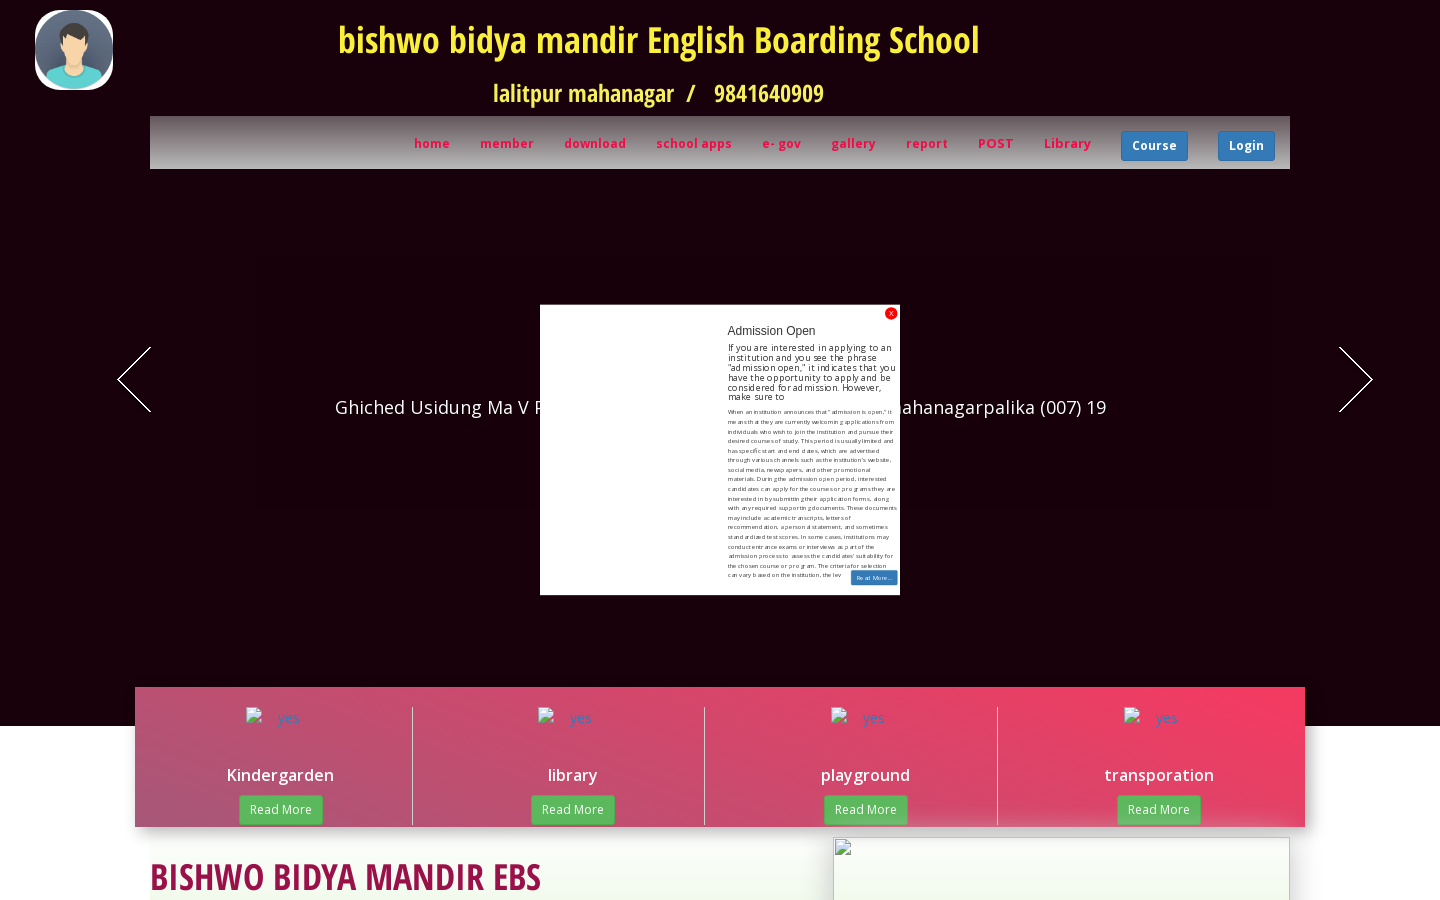 bishwo bidya mandir English Boarding School
lalitpur mahanagar / 9841640909
home member download school apps e- gov gallery report POST Library Course Login
X
Admission Open
If you are interested in applying to an
institution and you see the phrase
"admission open," it indicates that you
have the opportunity to apply and be
considered for admission. However,
make sure to
Ghiched Usidung Ma V P
ahanagarpalika (007) 19
When an institution announces that "admission is open," it
means that they are currently welcoming applications from
individuals who wish to join the institution and pursue their
desired courses of study. This period is usually limited and
has specific start and end dates, which are advertised
through various channels such as the institution's website,
social media, newspapers, and other promotional
materials. During the admission open period, interested
candidates can apply for the courses or programs they are
interested in by submitting their application forms, along
with any required supporting documents. These documents
may include academic transcripts, letters of
recommendation, a personal statement, and sometimes
standardized test scores. In some cases, institutions may
conduct entrance exams or interviews as part of the
admission process to assess the candidates' suitability for
the chosen course or program. The criteria for selection
can vary based on the institution, the lev
Read More...
yes yes yes yes
Kindergarden library playground transporation
Read More Read More Read More Read More
BISHWO BIDYA MANDIR EBS